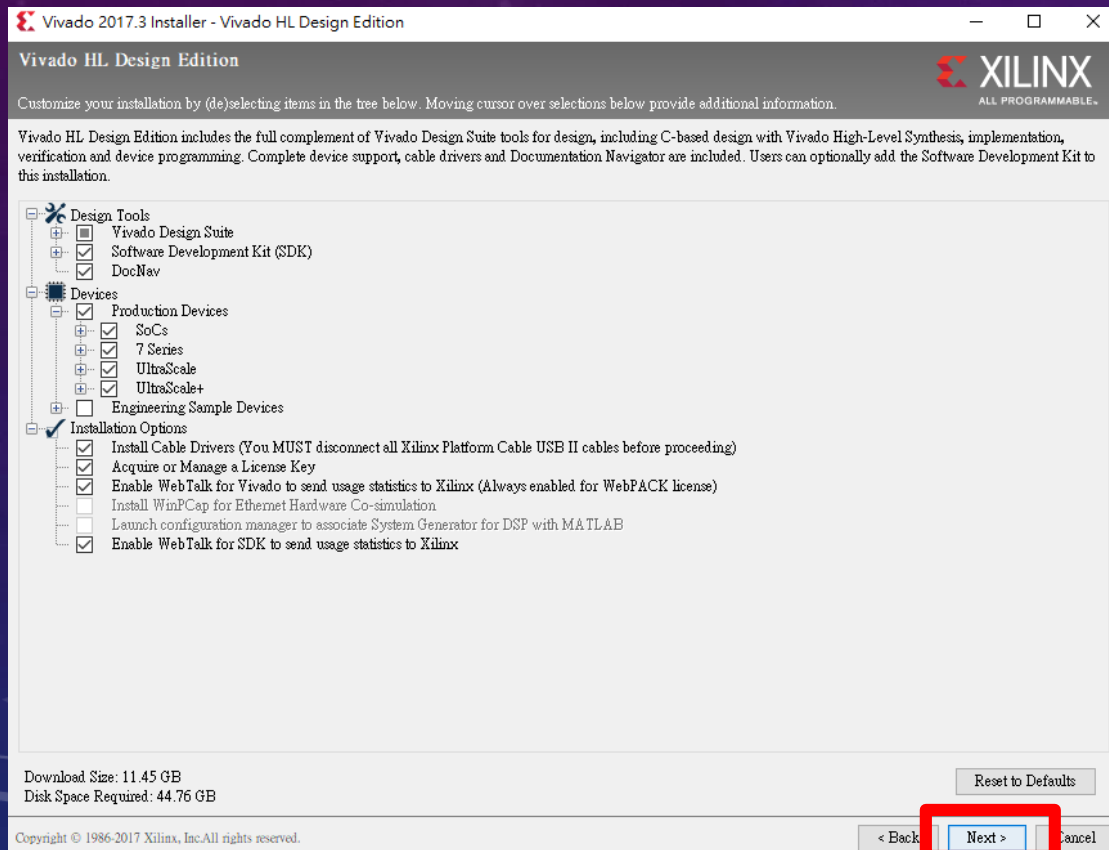 Vivado 2017.3 Installer - Vivado HL Design Edition
Vivado HL Design Edition
XILINX
ALL PROGRAMMABLE.
Customize your installation by (de)selecting items in the tree below. Moving cursor over selections below provide additional information.
Vivado HL Design Edition includes the full complement of Vivado Design Suite tools for design, including C-based design with Vivado High-Level Synthesis, implementation,
verification and device programming. Complete device support, cable drivers and Documentation Navigator are included. Users can optionally add the Software Development Kit to
this installation.
Design Tools
Vivado Design Suite
Software Development Kit (SDK)
DocNav
Devices
Production Devices
SoCs
7 Series
UltraScale
UltraScale+
Engineering Sample Devices
Installation Options
Install Cable Drivers (You MUST disconnect all Xilinx Platform Cable USB II cables before proceeding)
Acquire or Manage a License Key
Enable WebTalk for Vivado to send usage statistics to Xilinx (Always enabled for WebPACK license)
Install WinPCap for Ethernet Hardware Co-simulation
Launch configuration manager to associate System Generator for DSP with MATLAB
Enable WebTalk for SDK to send usage statistics to Xilinx
Download Size: 11.45 GB
Disk Space Required: 44.76 GB
Reset to Defaults
Copyright © 1986-2017 Xilinx, Inc.All rights reserved.
< Back Next > ancel